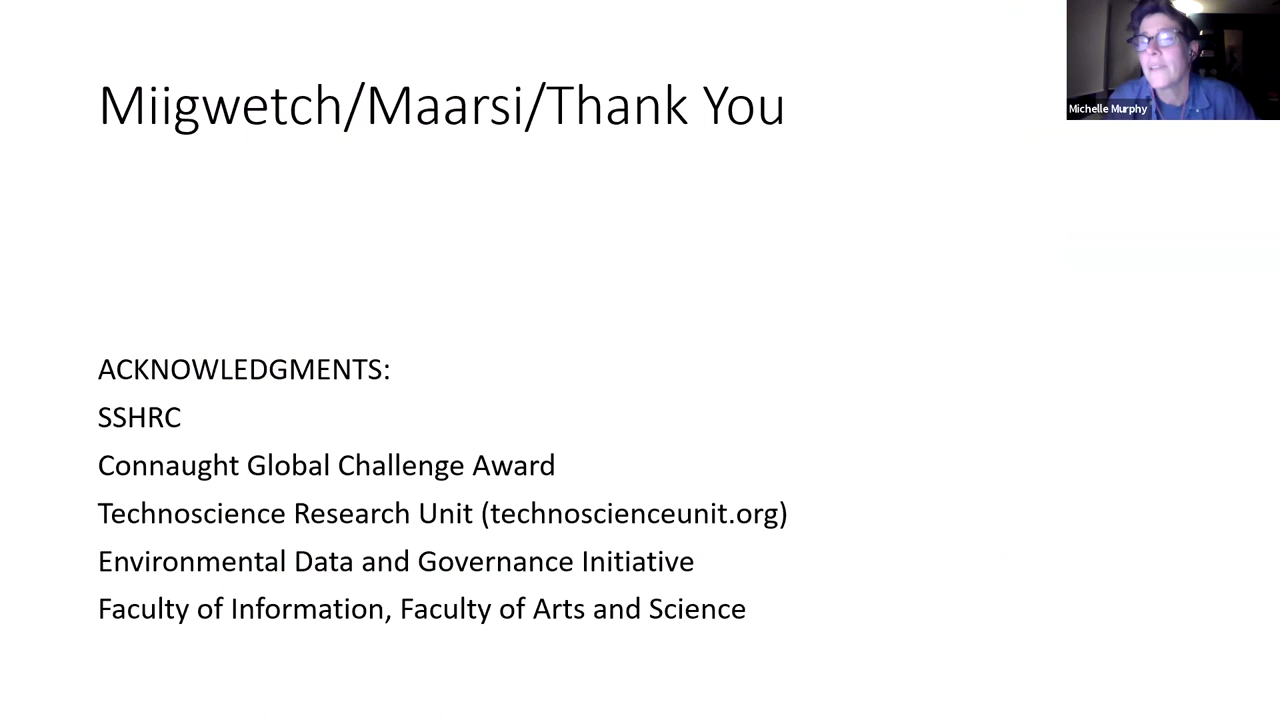 Miigwetch/Maarsi/Thank You
Michelle Murphy
ACKNOWLEDGMENTS:
SSHRC
Connaught Global Challenge Award
Technoscience Research Unit (technoscienceunit.org)
Environmental Data and Governance Initiative
Faculty of Information, Faculty of Arts and Science